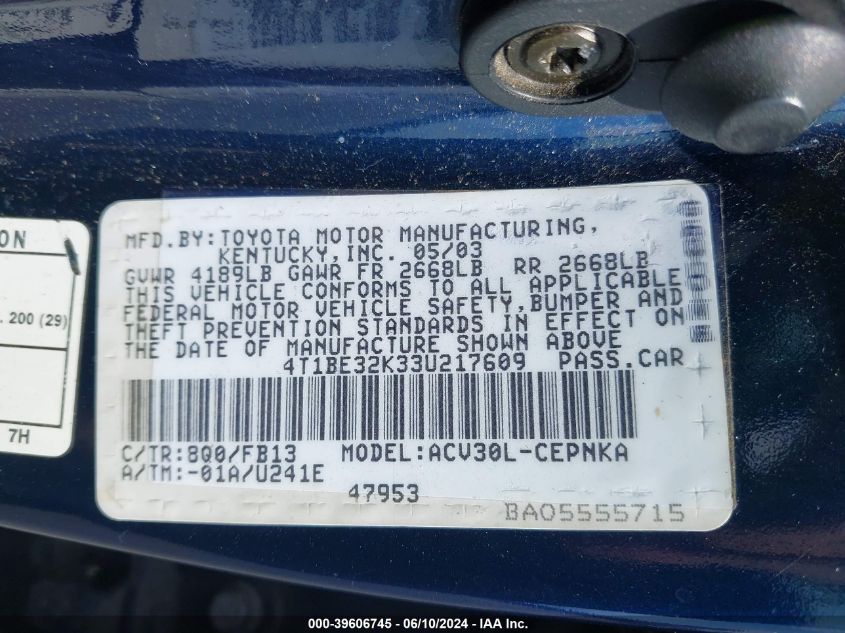 ON
. 200 (29)
7H
MFD.BY:TOYOTA MOTOR MANUFACTURING,
KENTUCKY,INC. 05/03
GVWR 4189LB GAWR FR 2668LB RR 2668LB
THIS VEHICLE CONFORMS TO ALL APPLICABLE
FEDERAL MOTOR VEHICLE SAFETY,BUMPER AND
THEFT PREVENTION STANDARDS IN EFFECT ON
THE DATE OF MANUFACTURE SHOWN ABOVE
4T1BE32K33U217609 PASS.CAR
C/TR:8Q0/FB13 MODEL:ACV30L-CEPNKA
A/TM:-01A/U241E
47953
BA05555715
000-39606745 - 06/10/2024 - IAAI.COM